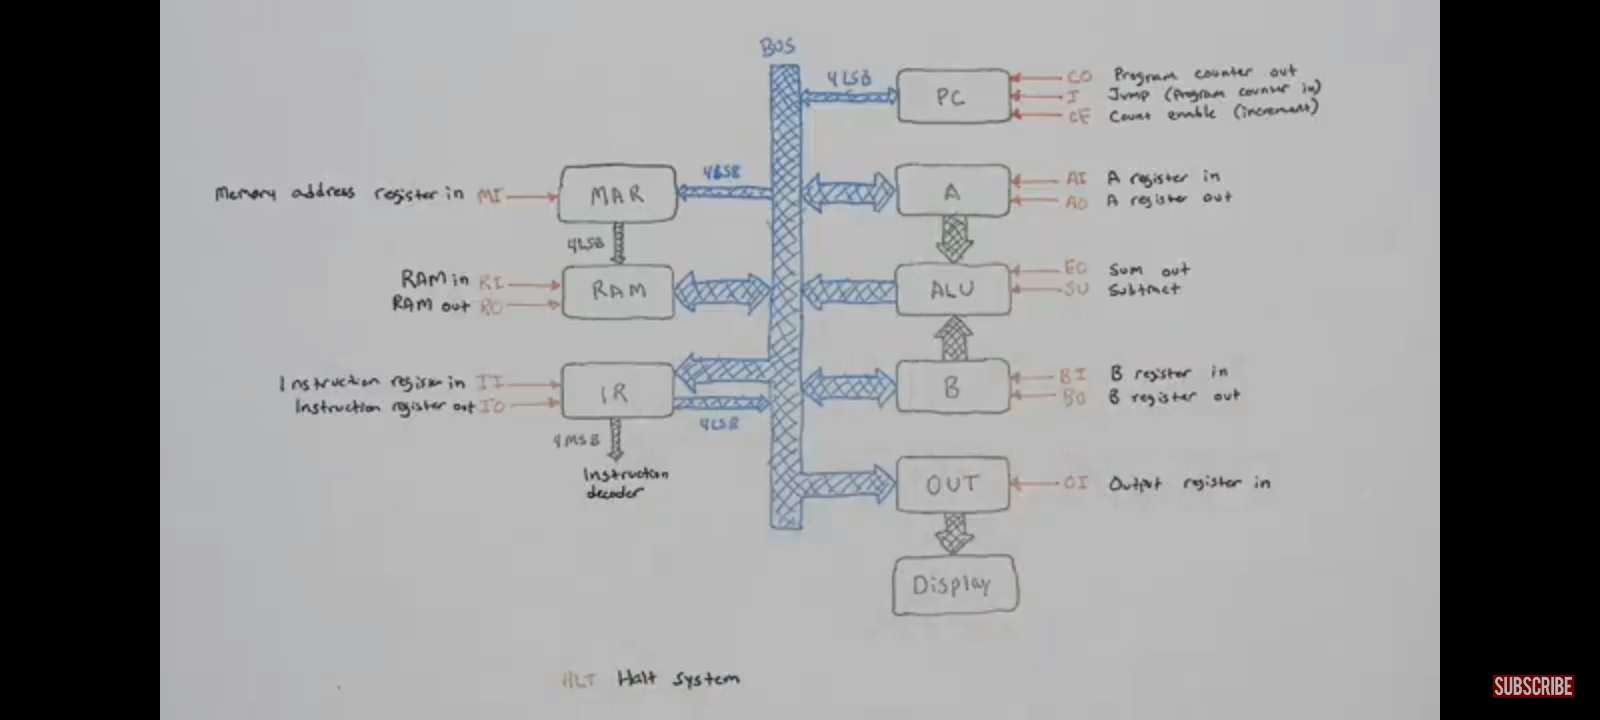 BUS
4LSB
PC
CO Program counter out
J Jump (Program counter in)
CE Count enable (increment)
Memory address register in MI
MAR
4LSB
A
AI A register in
AO A register out
4LSB
RAM in RI
RAM out RO
RAM
ALU
EO Sum out
SU Subtract
Instruction register in II
Instruction register out IO
IR
4LSB
B
BI B register in
BO B register out
4MSB
Instruction
decoder
OUT
OI Output register in
Display
HLT Halt system
SUBSCRIBE